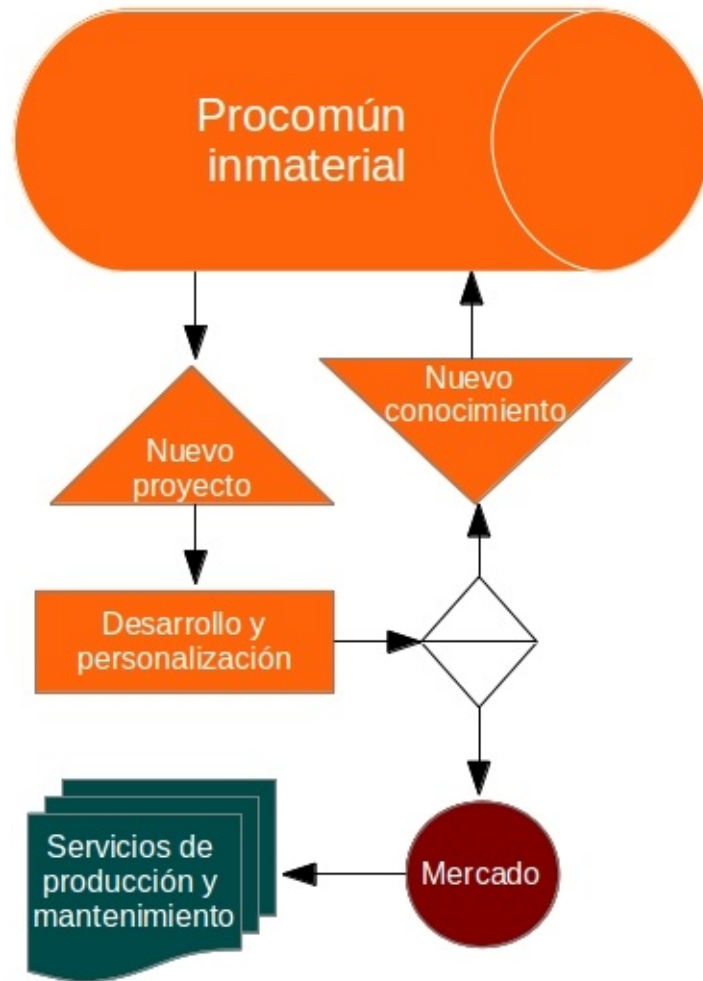 Procomún
inmaterial
Nuevo
conocimiento
Nuevo
proyecto
Desarrollo y
personalización
Servicios de
producción y
mantenimiento
Mercado